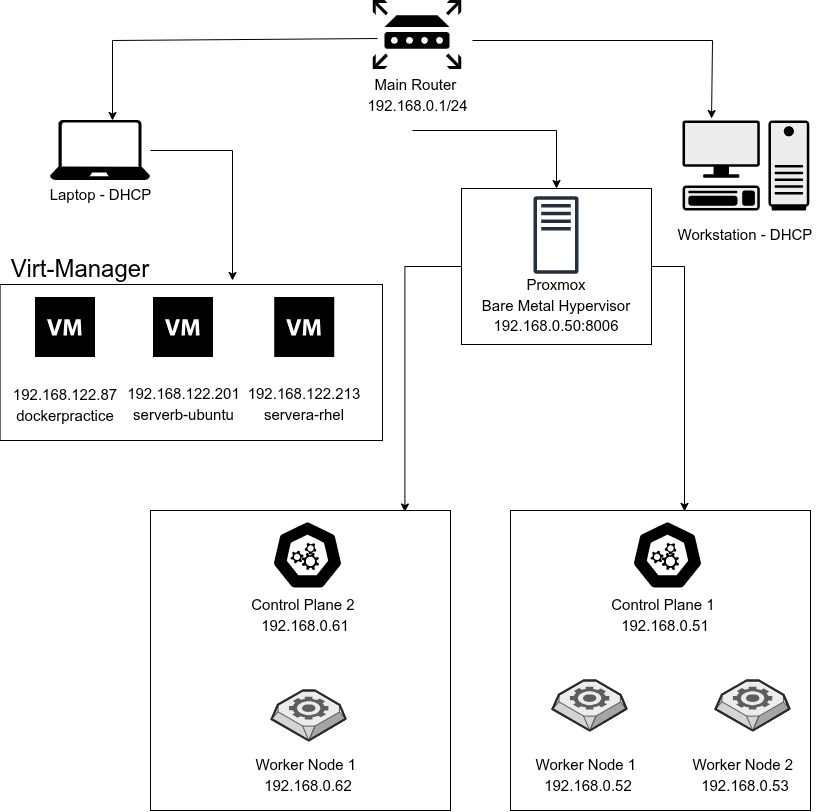 Main Router
192.168.0.1/24
Laptop - DHCP
Workstation - DHCP
Virt-Manager
VM
VM
VM
192.168.122.87
dockerpractice
192.168.122.201
serverb-ubuntu
192.168.122.213
servera-rhel
Proxmox
Bare Metal Hypervisor
192.168.0.50:8006
Control Plane 2
192.168.0.61
Worker Node 1
192.168.0.62
Control Plane 1
192.168.0.51
Worker Node 1
192.168.0.52
Worker Node 2
192.168.0.53